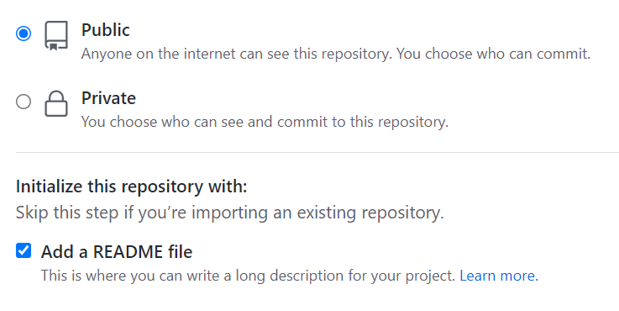 Public
Anyone on the internet can see this repository. You choose who can commit.
Private
You choose who can see and commit to this repository.
Initialize this repository with:
Skip this step if you’re importing an existing repository.
Add a README file
This is where you can write a long description for your project. Learn more.